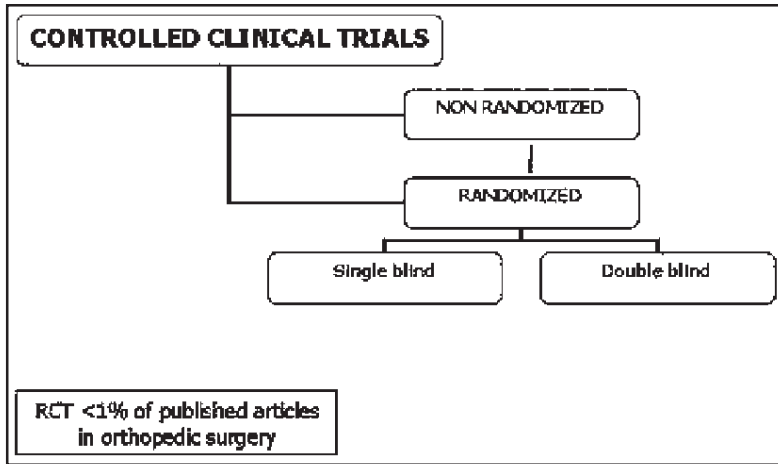 CONTROLLED CLINICAL TRIALS
NON RANDOMIZED
RANDOMIZED
Single blind
Double blind
RCT <1% of published articles
in orthopedic surgery